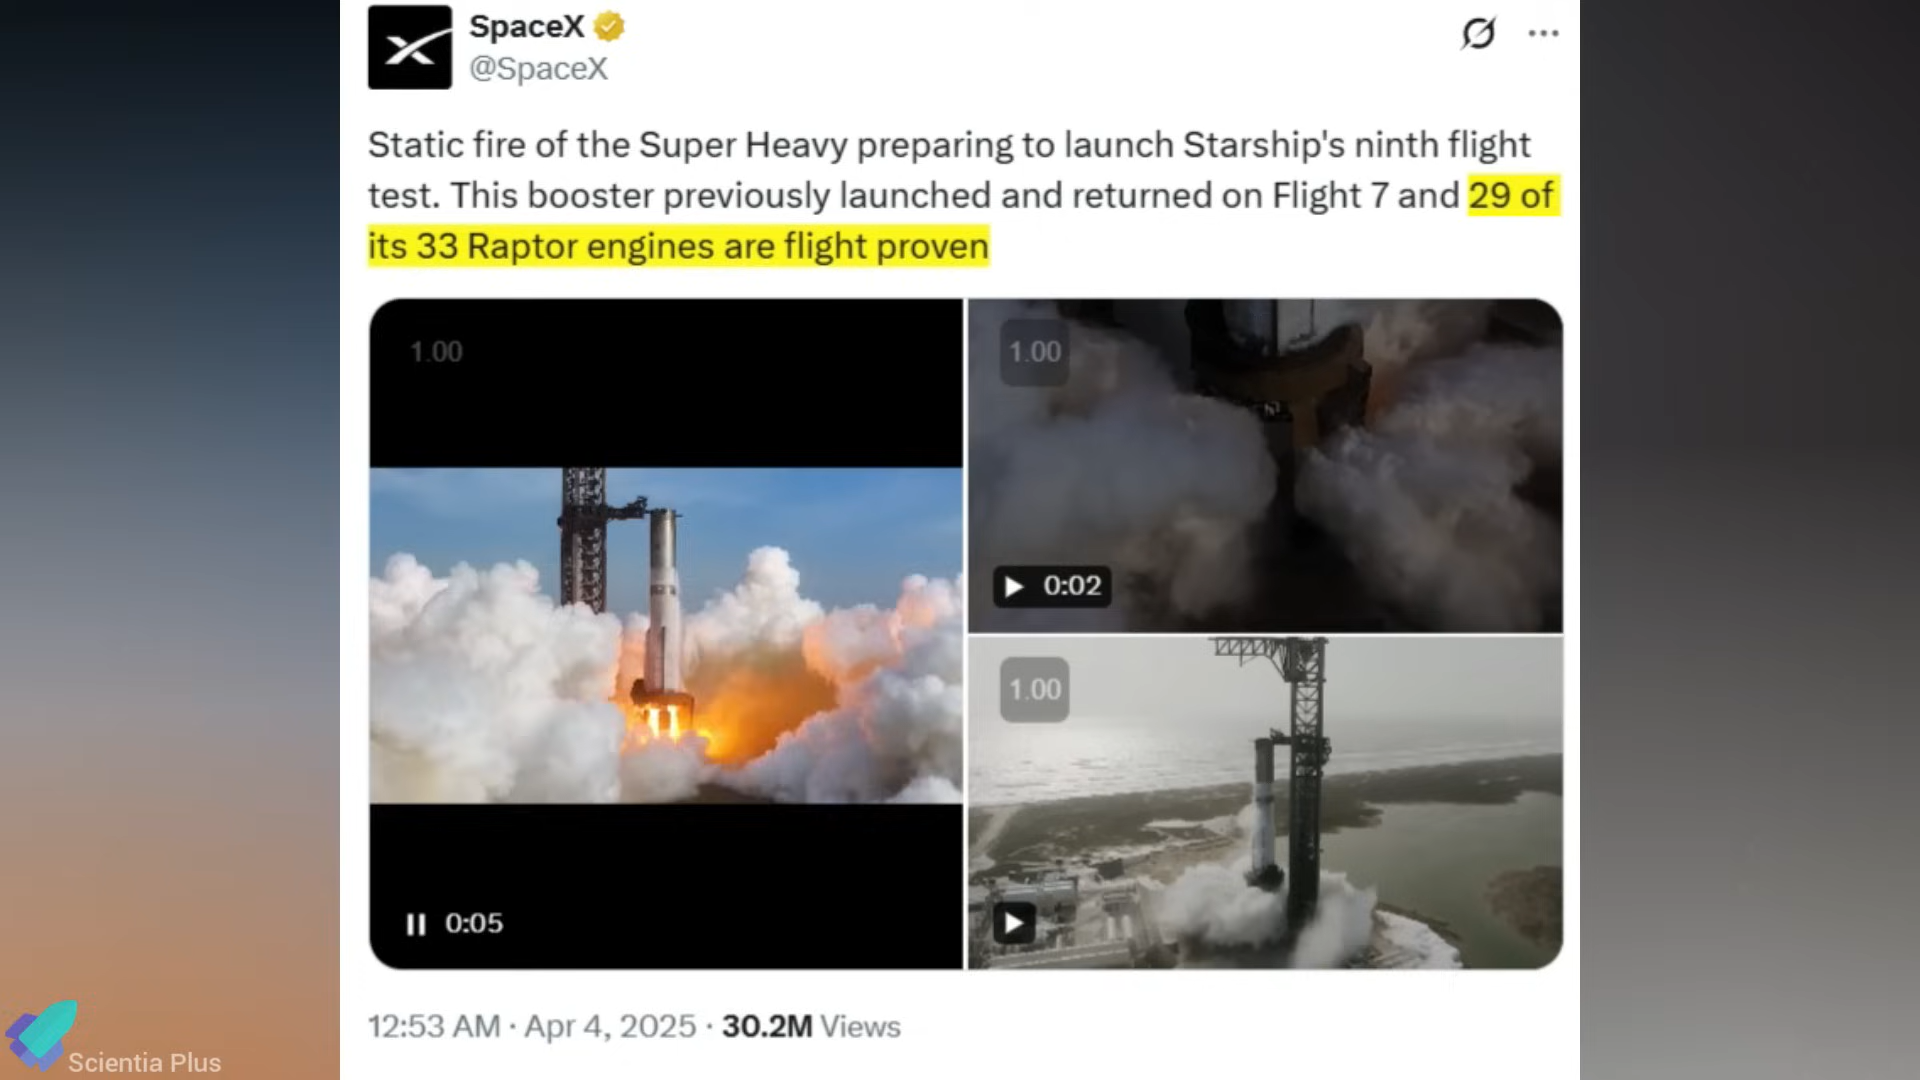 SpaceX
@SpaceX
Static fire of the Super Heavy preparing to launch Starship's ninth flight
test. This booster previously launched and returned on Flight 7 and 29 of
its 33 Raptor engines are flight proven
1.00
1.00
0:02
1.00
0:05
12:53 AM · Apr 4, 2025 · 30.2M Views
Scientia Plus